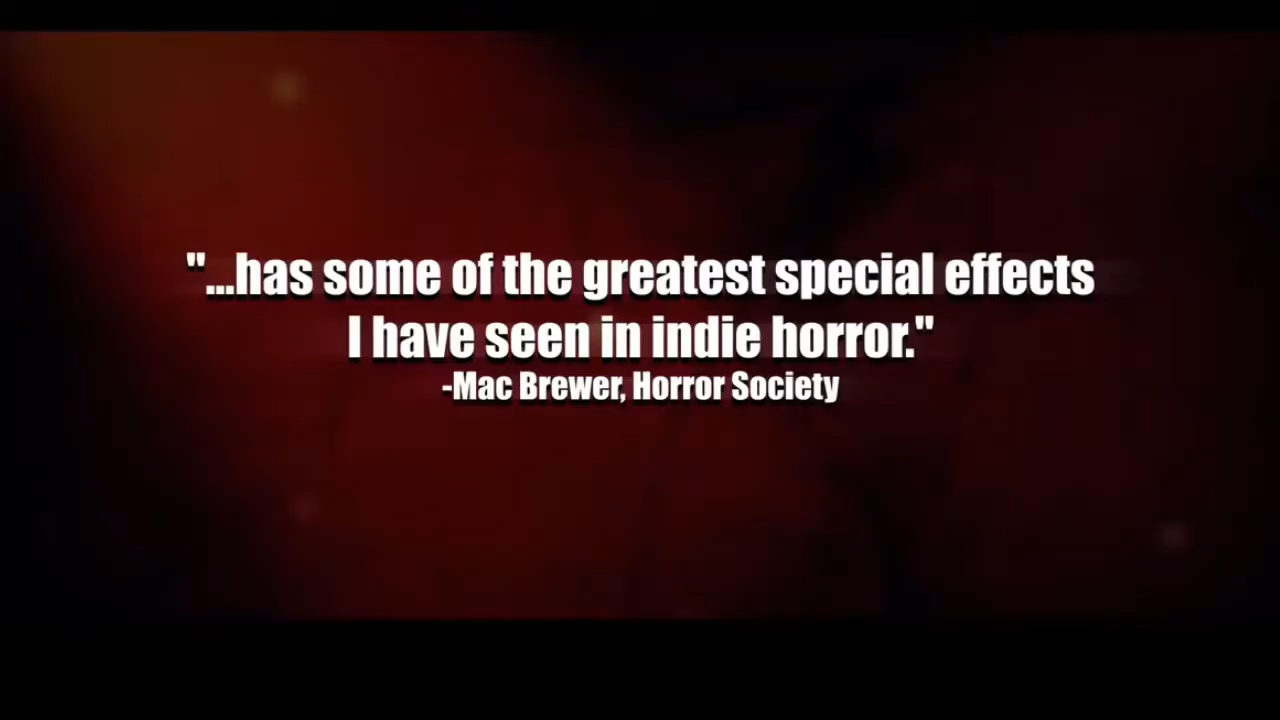 "...has some of the greatest special effects
I have seen in indie horror."
-Mac Brewer, Horror Society